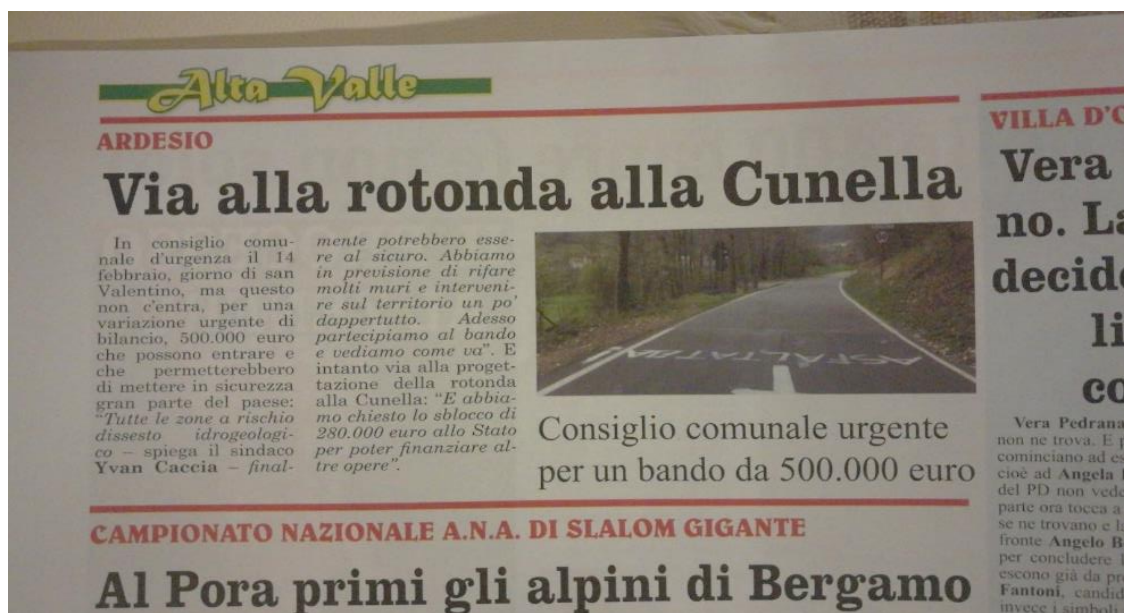 Alta Valle
ARDESIO
Via alla rotonda alla Cunella
In consiglio comu-
nale d'urgenza il 14
febbraio, giorno di san
Valentino, ma questo
non c'entra, per una
variazione urgente di
bilancio, 500.000 euro
che possono entrare e
che permetterebbero
di mettere in sicurezza
gran parte del paese:
"Tutte le zone a rischio
dissesto idrogeologi-
co – spiega il sindaco
Yvan Caccia – final-
mente potrebbero esse-
re al sicuro. Abbiamo
in previsione di rifare
molti muri e interveni-
re sul territorio un po'
dappertutto. Adesso
partecipiamo al bando
e vediamo come va". E
intanto via alla proget-
tazione della rotonda
alla Cunella: "E abbia-
mo chiesto lo sblocco di
280.000 euro allo Stato
per poter finanziare al-
tre opere".
Consiglio comunale urgente
per un bando da 500.000 euro
CAMPIONATO NAZIONALE A.N.A. DI SLALOM GIGANTE
Al Pora primi gli alpini di Bergamo
VILLA D'O
Vera
no. La
decide
li
co
Vera Pedrana
non ne trova. E p
cominciano ad es
cioè ad Angela
del PD non vede
parte ora tocca a
se ne trovano e la
fronte Angelo B
per concludere
escono già da pr
Fantoni, candid
invece i simboli